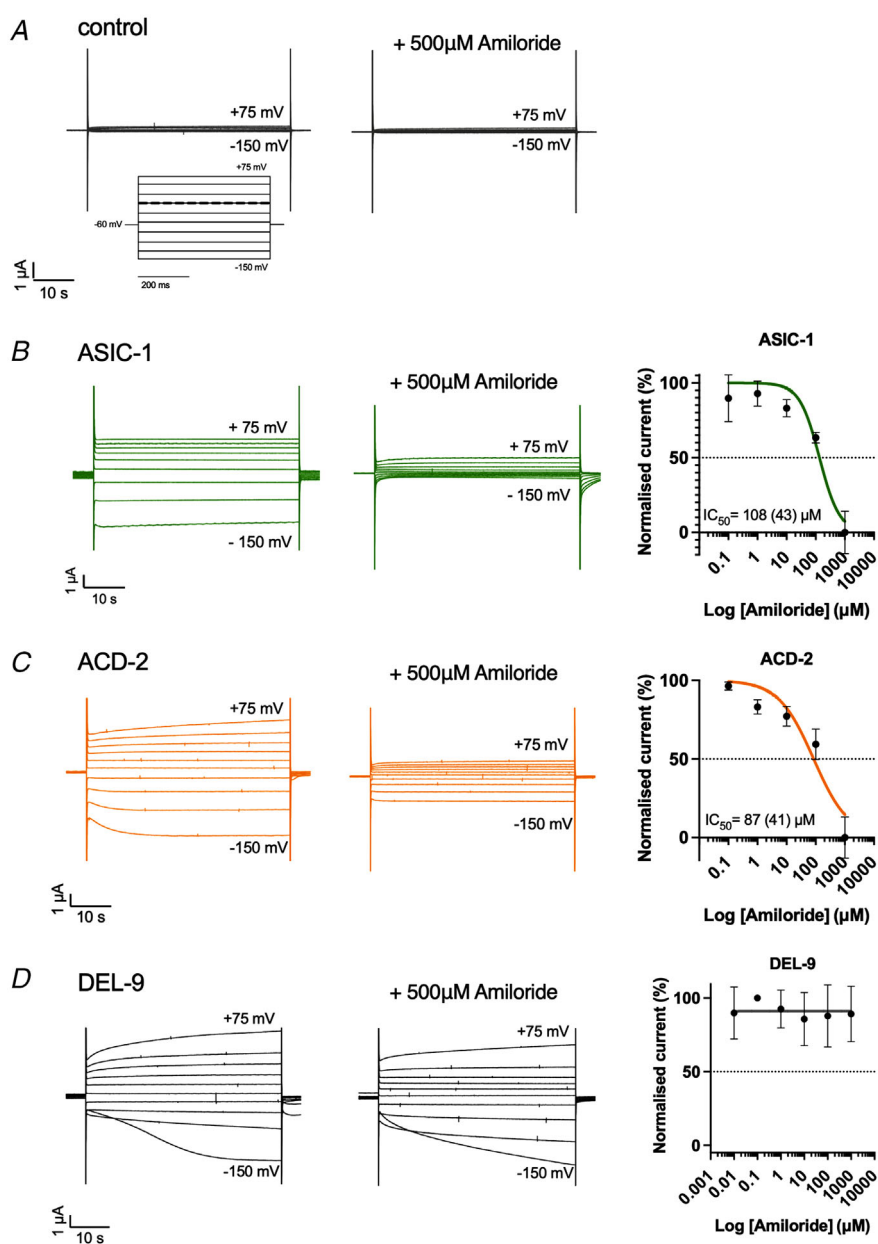 A
control
+ 500µM Amiloride
+75 mV
-150 mV
+75 mV
-150 mV
+75 mV
-60 mV
-150 mV
200 ms
1 µA
10 s
B
ASIC-1
+ 500µM Amiloride
+ 75 mV
- 150 mV
+ 75 mV
- 150 mV
1 µA
10 s
ASIC-1
Normalised current (%)
100
50
0
IC50= 108 (43) µM
0.1
1
10
100
1000
10000
Log [Amiloride] (µM)
C
ACD-2
+ 500µM Amiloride
+75 mV
-150 mV
+75 mV
-150 mV
1 µA
10 s
ACD-2
Normalised current (%)
100
50
0
IC50= 87 (41) µM
0.1
1
10
100
1000
10000
Log [Amiloride] (µM)
D
DEL-9
+ 500µM Amiloride
+75 mV
-150 mV
+75 mV
-150 mV
1 µA
10 s
DEL-9
Normalised current (%)
100
50
0
0.001
0.01
0.1
1
10
100
1000
10000
Log [Amiloride] (µM)